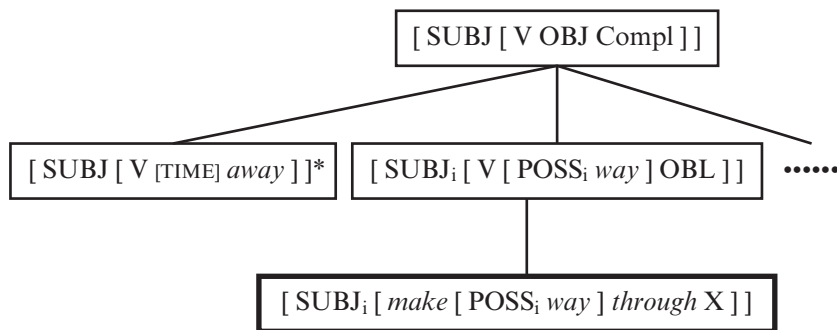 [ SUBJ [ V OBJ Compl ] ]
[ SUBJ [ V [TIME] away ] ]* [ SUBJi [ V [ POSSi way ] OBL ] ] ••••••
[ SUBJi [ make [ POSSi way ] through X ] ]